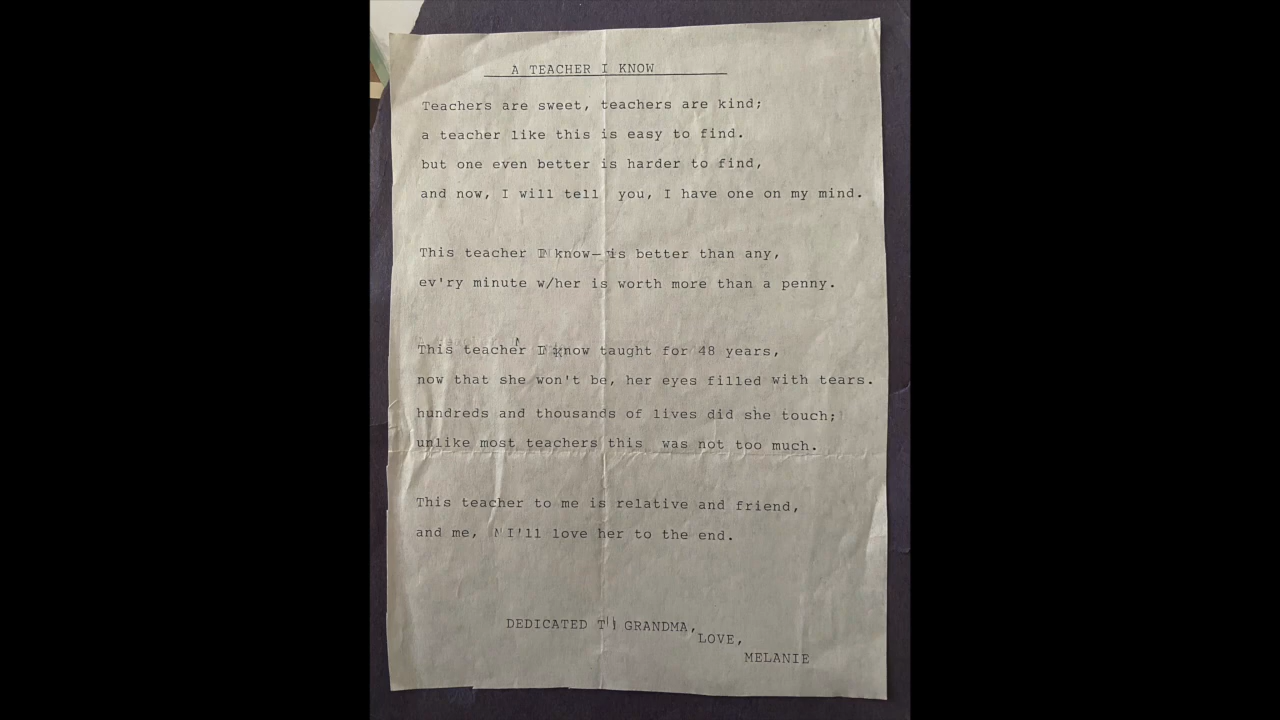 A TEACHER I KNOW
Teachers are sweet, teachers are kind;
a teacher like this is easy to find.
but one even better is harder to find,
and now, I will tell you, I have one on my mind.
This teacher I know— is better than any,
ev'ry minute w/her is worth more than a penny.
This teacher I know taught for 48 years,
now that she won't be, her eyes filled with tears.
hundreds and thousands of lives did she touch;
unlike most teachers this was not too much.
This teacher to me is relative and friend,
and me, I'll love her to the end.
DEDICATED GRANDMA,
LOVE,
MELANIE